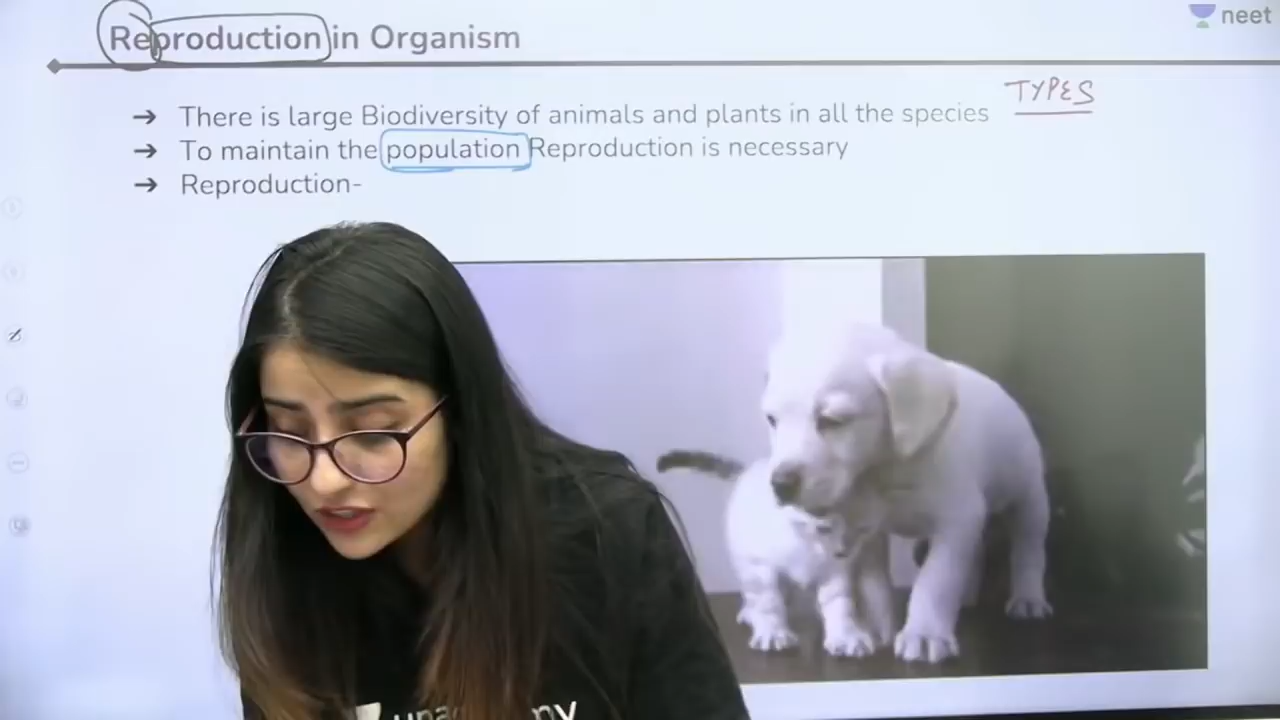 Reproduction in Organism
neet
TYPES
➔ There is large Biodiversity of animals and plants in all the species
➔ To maintain the population Reproduction is necessary
➔ Reproduction-